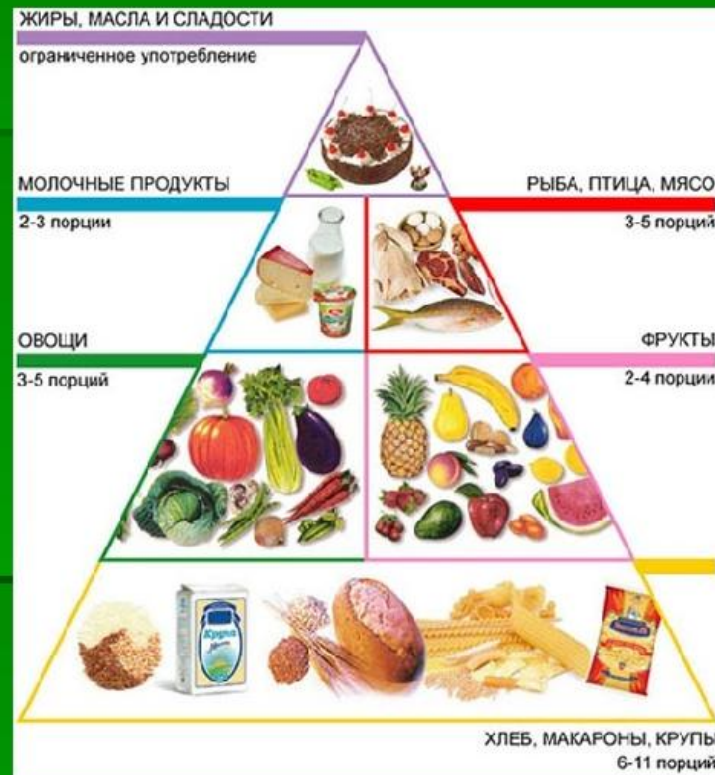 ЖИРЫ, МАСЛА И СЛАДОСТИ
ограниченное употребление
МОЛОЧНЫЕ ПРОДУКТЫ
2-3 порции
РЫБА, ПТИЦА, МЯСО
3-5 порций
ОВОЩИ
3-5 порций
ФРУКТЫ
2-4 порции
Крупа
ХЛЕБ, МАКАРОНЫ, КРУПЫ
6-11 порций